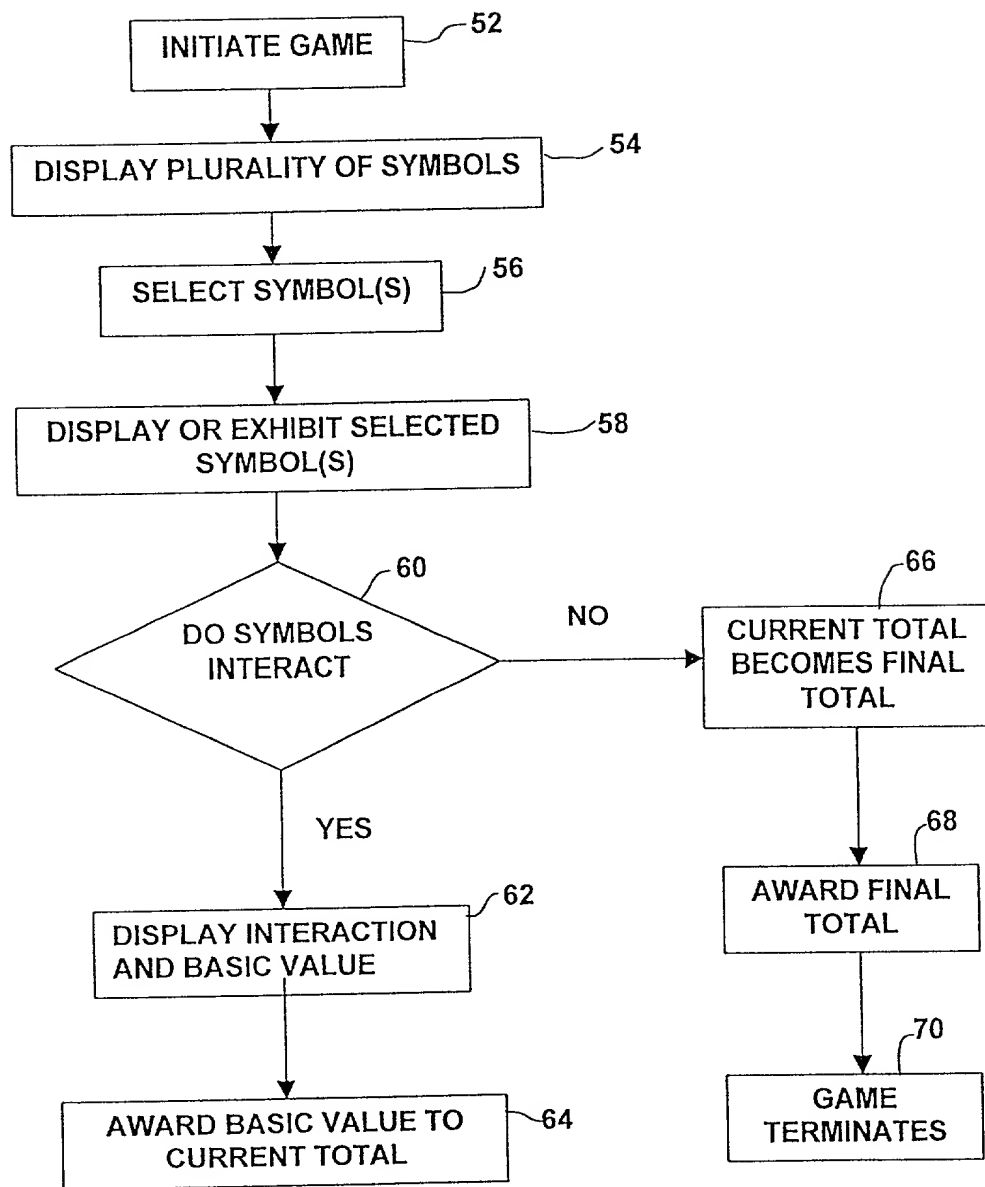 INITIATE GAME
52
DISPLAY PLURALITY OF SYMBOLS
54
SELECT SYMBOL(S)
56
DISPLAY OR EXHIBIT SELECTED
SYMBOL(S)
58
DO SYMBOLS
INTERACT
60
NO
CURRENT TOTAL
BECOMES FINAL
TOTAL
66
YES
AWARD FINAL
TOTAL
68
DISPLAY INTERACTION
AND BASIC VALUE
62
GAME
TERMINATES
70
AWARD BASIC VALUE TO
CURRENT TOTAL
64